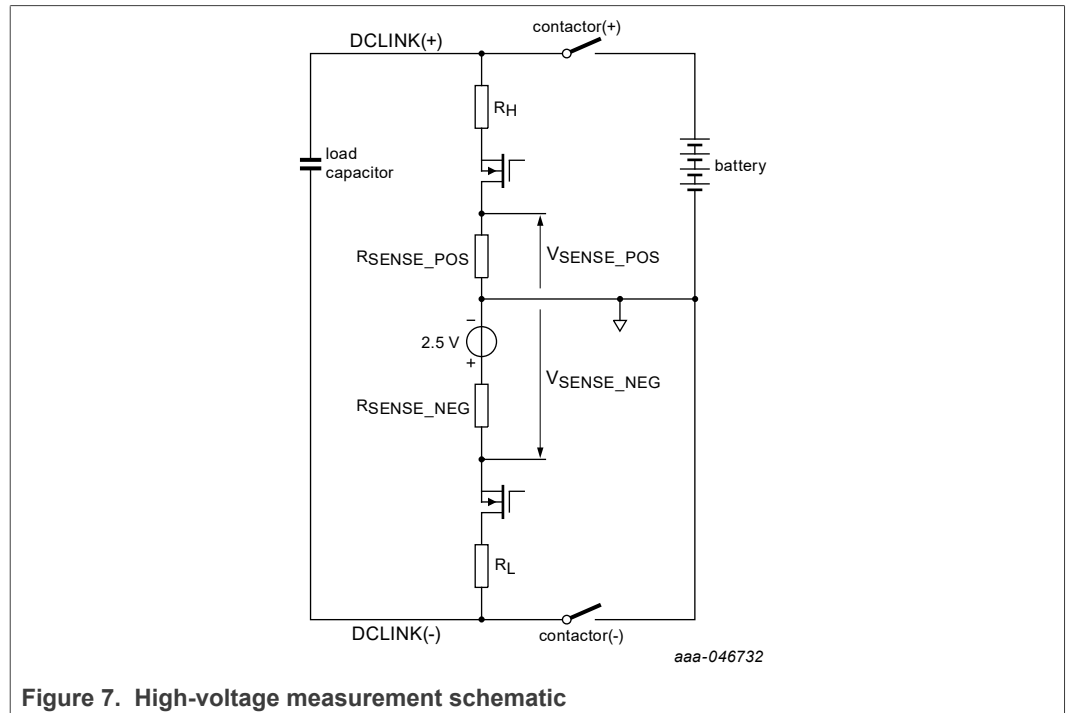 contactor(+)
DCLINK(+)
RH
load
capacitor
battery
RSENSE_POS
VSENSE_POS
−
2.5 V
+
VSENSE_NEG
RSENSE_NEG
RL
DCLINK(-)
contactor(-)
aaa-046732
Figure 7. High-voltage measurement schematic